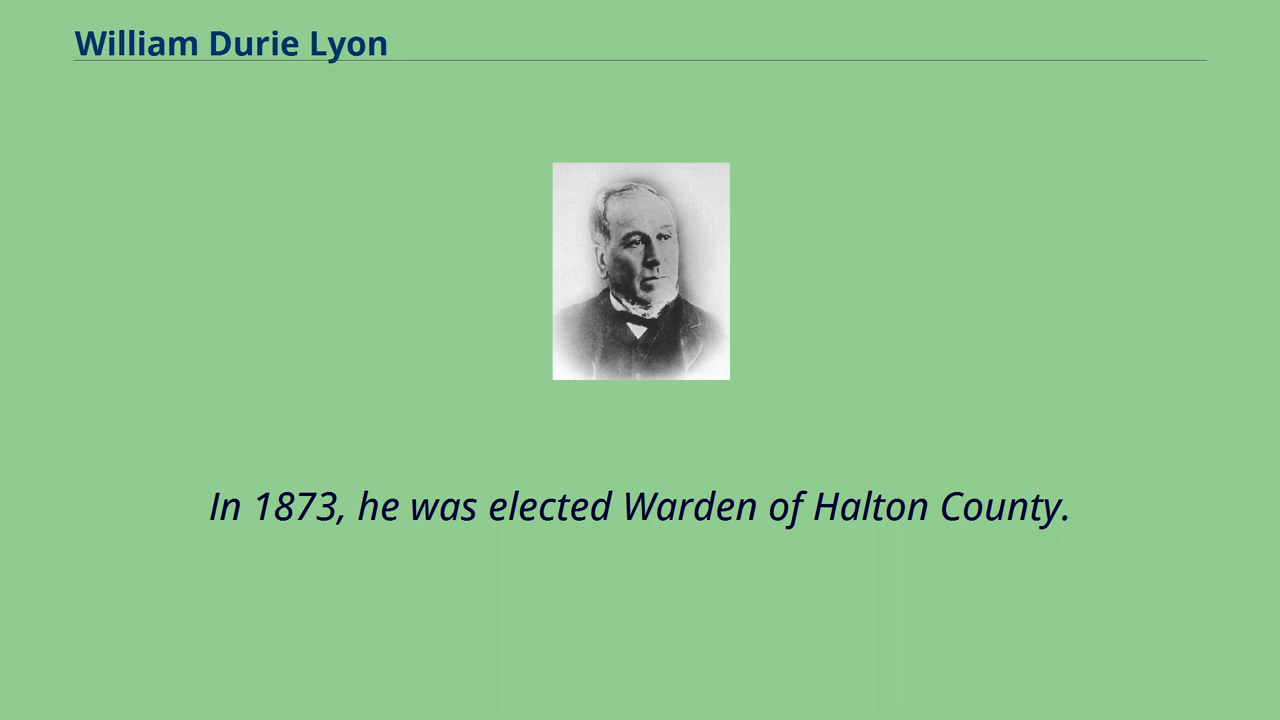 William Durie Lyon
In 1873, he was elected Warden of Halton County.